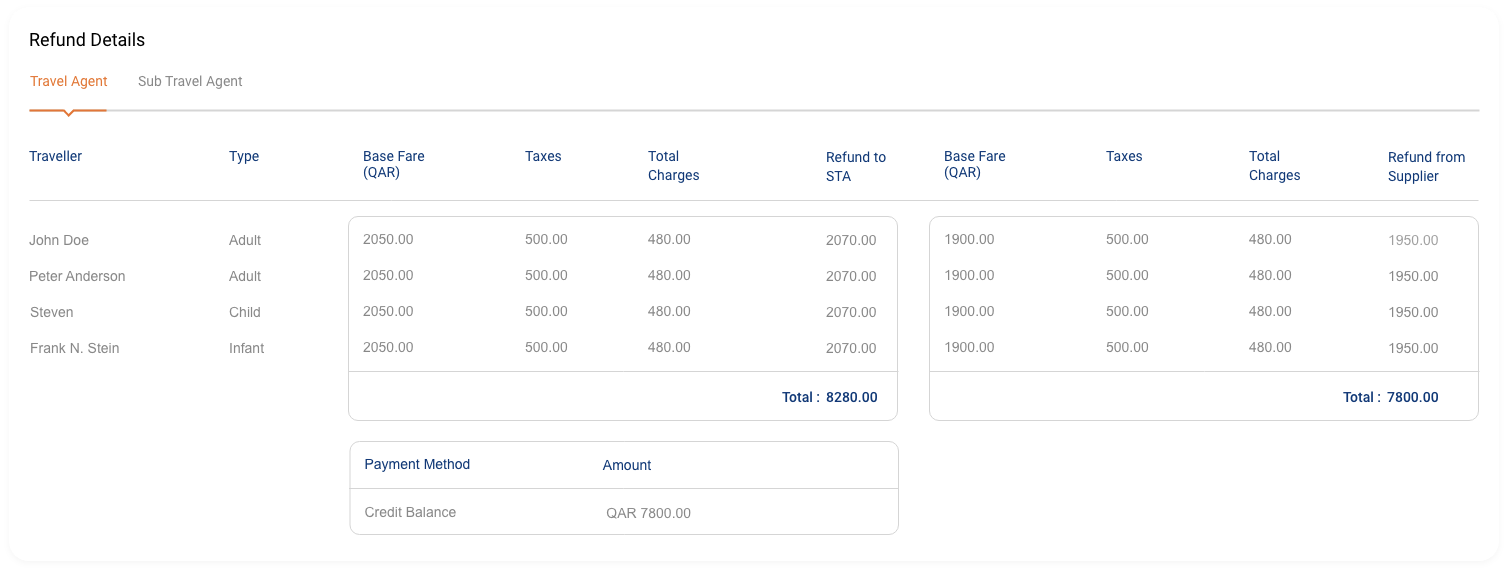 Refund Details
Travel Agent Sub Travel Agent
Traveller Type Base Fare (QAR) Taxes Total Charges Refund to STA Base Fare (QAR) Taxes Total Charges Refund from Supplier
John Doe Adult 2050.00 500.00 480.00 2070.00 1900.00 500.00 480.00 1950.00
Peter Anderson Adult 2050.00 500.00 480.00 2070.00 1900.00 500.00 480.00 1950.00
Steven Child 2050.00 500.00 480.00 2070.00 1900.00 500.00 480.00 1950.00
Frank N. Stein Infant 2050.00 500.00 480.00 2070.00 1900.00 500.00 480.00 1950.00
Total : 8280.00 Total : 7800.00
Payment Method Amount
Credit Balance QAR 7800.00